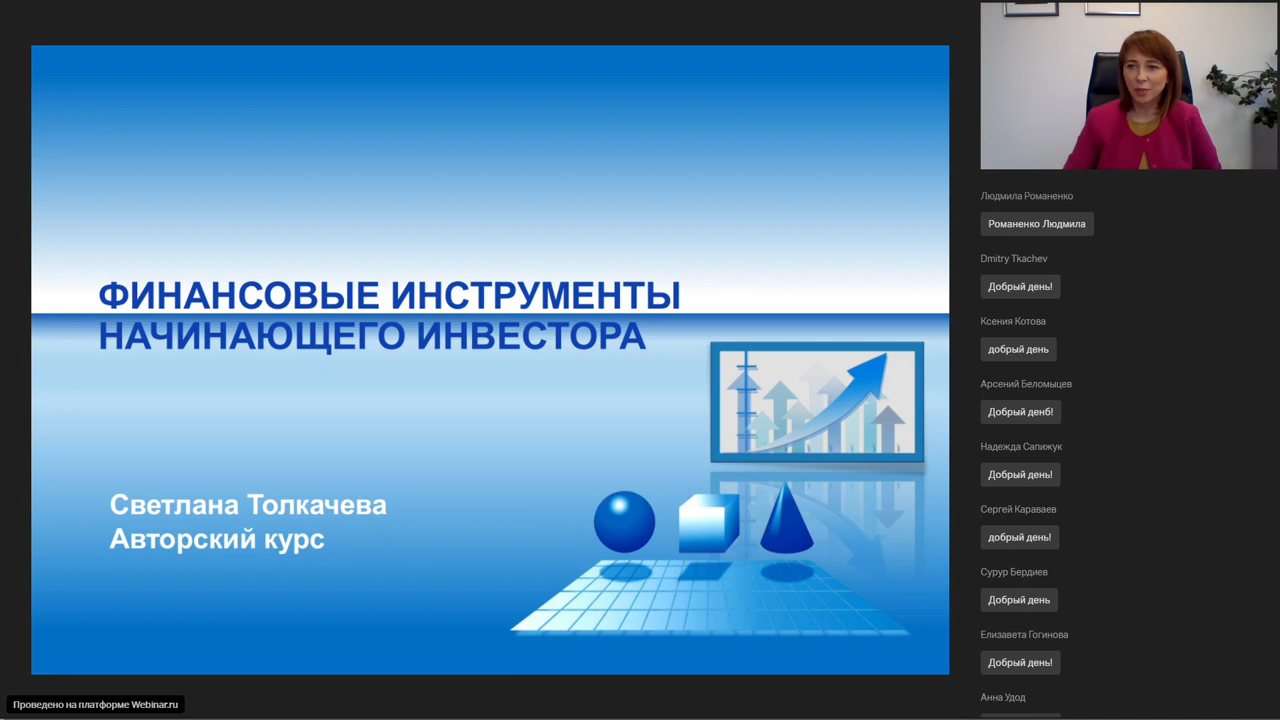 ФИНАНСОВЫЕ ИНСТРУМЕНТЫ
НАЧИНАЮЩЕГО ИНВЕСТОРА
Светлана Толкачева
Авторский курс
Людмила Романенко
Романенко Людмила
Dmitry Tkachev
Добрый день!
Ксения Котова
добрый день
Арсений Беломыцев
Добрый денб!
Надежда Сапижук
Добрый день!
Сергей Караваев
добрый день!
Сурур Бердиев
Добрый день
Елизавета Гогинова
Добрый день!
Анна Удод
Проведено на платформе Webinar.ru